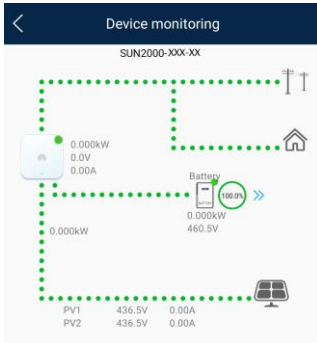 Device monitoring
SUN2000-XXX-XX
0.000kW
0.0V
0.00A
Battery
100.0%
0.000kW
460.5V
0.000kW
PV1 436.5V 0.00A
PV2 436.5V 0.00A